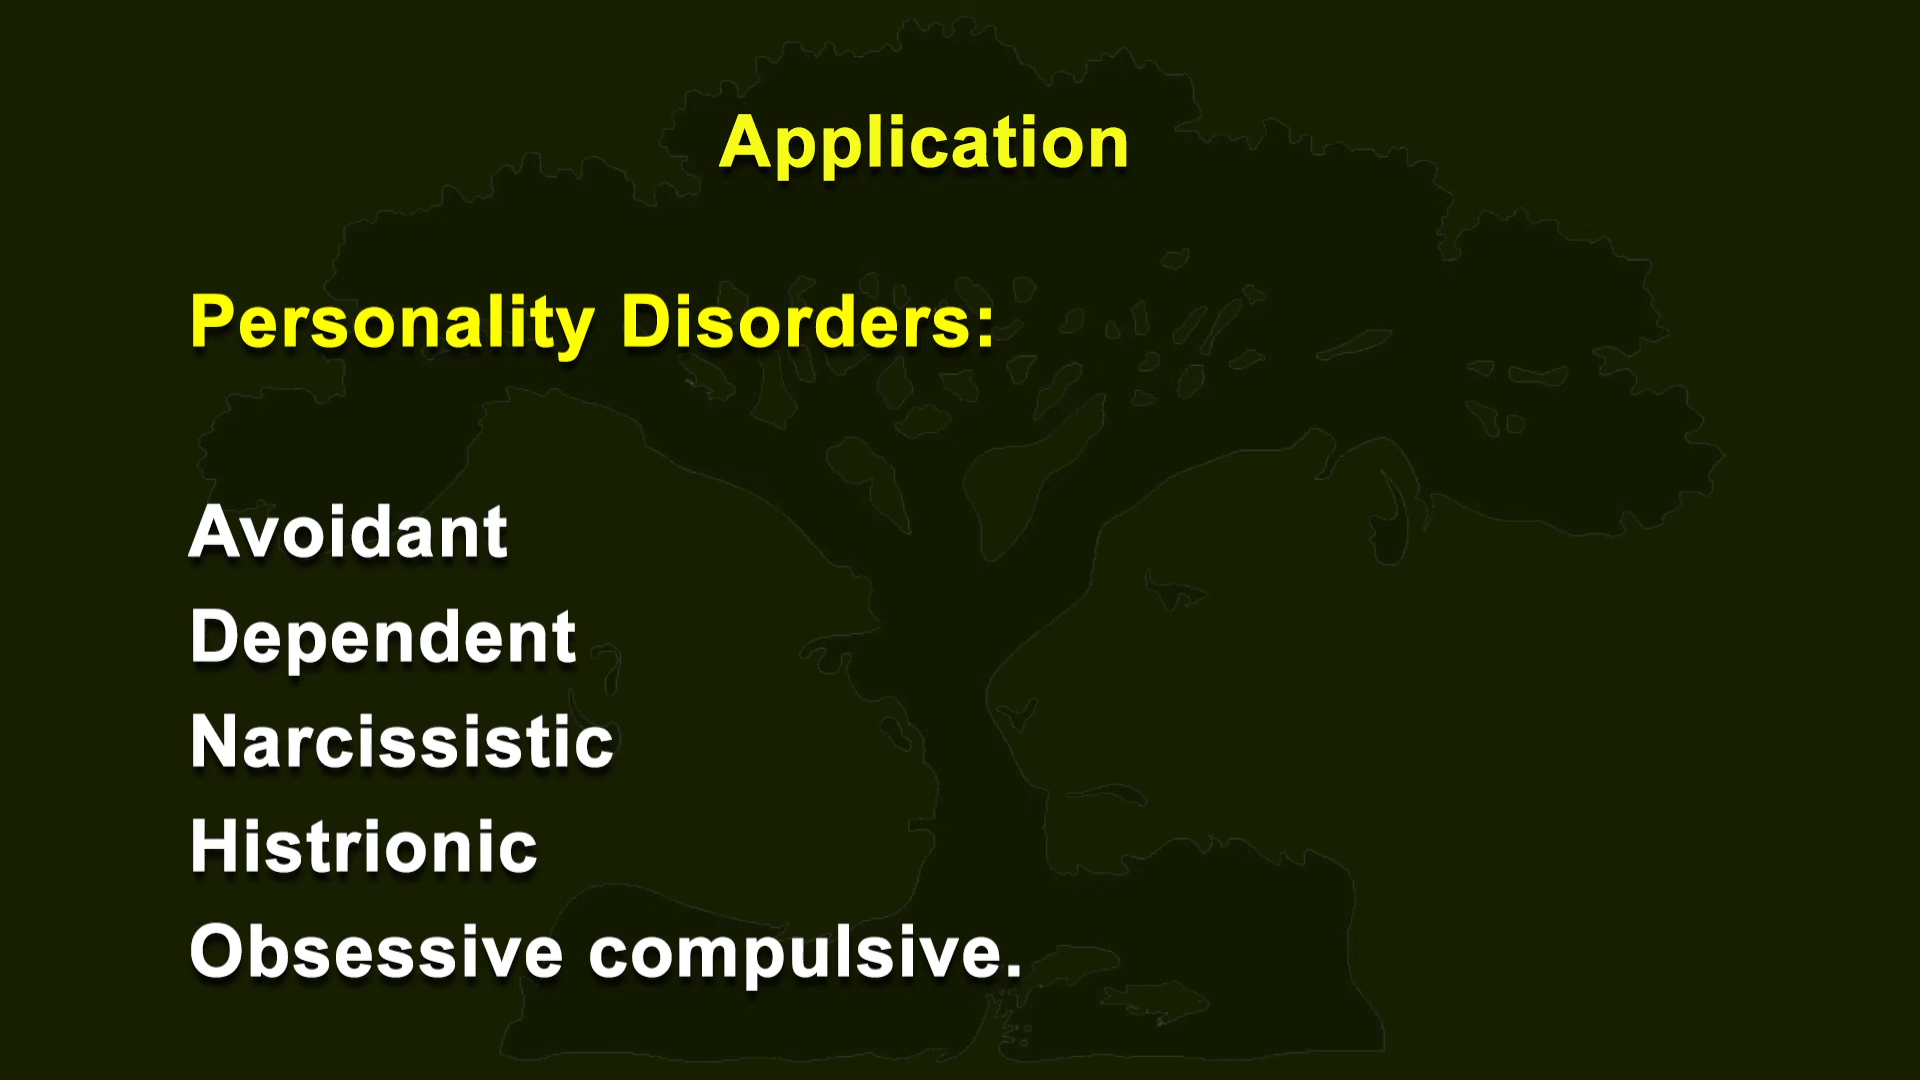 Application
Personality Disorders:
Avoidant
Dependent
Narcissistic
Histrionic
Obsessive compulsive.